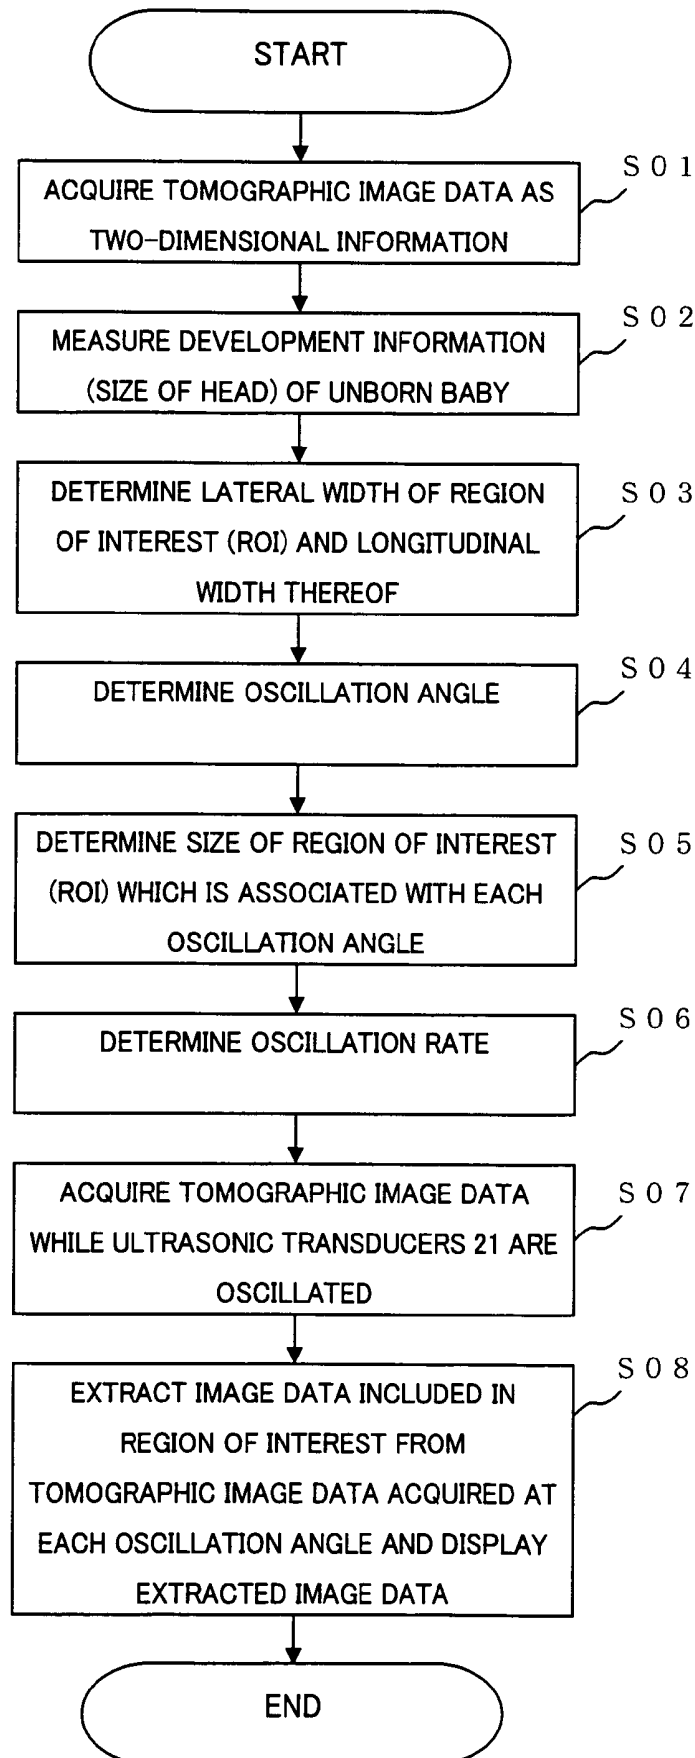 START
S01
ACQUIRE TOMOGRAPHIC IMAGE DATA AS
TWO-DIMENSIONAL INFORMATION
S02
MEASURE DEVELOPMENT INFORMATION
(SIZE OF HEAD) OF UNBORN BABY
S03
DETERMINE LATERAL WIDTH OF REGION
OF INTEREST (ROI) AND LONGITUDINAL
WIDTH THEREOF
S04
DETERMINE OSCILLATION ANGLE
S05
DETERMINE SIZE OF REGION OF INTEREST
(ROI) WHICH IS ASSOCIATED WITH EACH
OSCILLATION ANGLE
S06
DETERMINE OSCILLATION RATE
S07
ACQUIRE TOMOGRAPHIC IMAGE DATA
WHILE ULTRASONIC TRANSDUCERS 21 ARE
OSCILLATED
S08
EXTRACT IMAGE DATA INCLUDED IN
REGION OF INTEREST FROM
TOMOGRAPHIC IMAGE DATA ACQUIRED AT
EACH OSCILLATION ANGLE AND DISPLAY
EXTRACTED IMAGE DATA
END